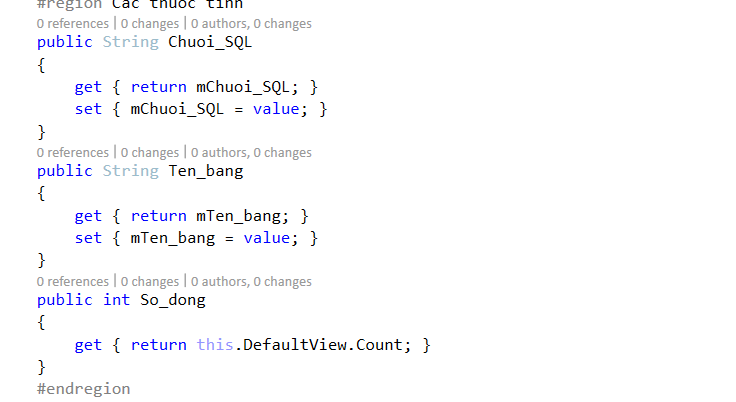 #region Cac thuoc tinh
0 references | 0 changes | 0 authors, 0 changes
public String Chuoi_SQL
{
    get { return mChuoi_SQL; }
    set { mChuoi_SQL = value; }
}
0 references | 0 changes | 0 authors, 0 changes
public String Ten_bang
{
    get { return mTen_bang; }
    set { mTen_bang = value; }
}
0 references | 0 changes | 0 authors, 0 changes
public int So_dong
{
    get { return this.DefaultView.Count; }
}
#endregion